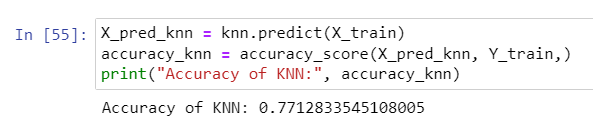 In [55]: X_pred_knn = knn.predict(X_train)
accuracy_knn = accuracy_score(X_pred_knn, Y_train,)
print("Accuracy of KNN:", accuracy_knn)
Accuracy of KNN: 0.7712833545108005